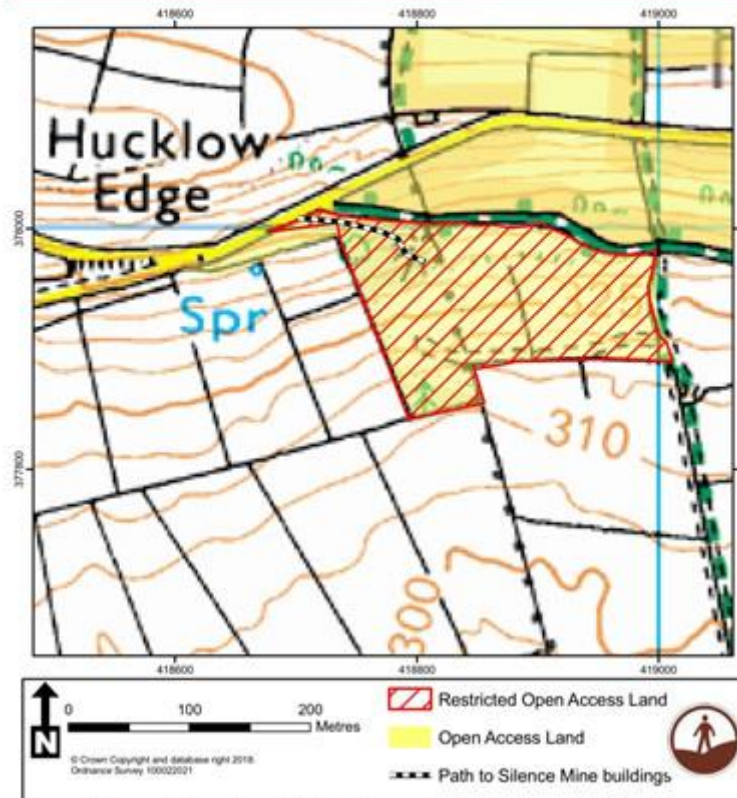 418600 418800 419000
Hucklow
Edge
378000
Spr
310
377800
300
418600 418800 419000
0 100 200
Metres
N
© Crown Copyright and database right 2018.
Ordnance Survey 100022021
Restricted Open Access Land
Open Access Land
Path to Silence Mine buildings